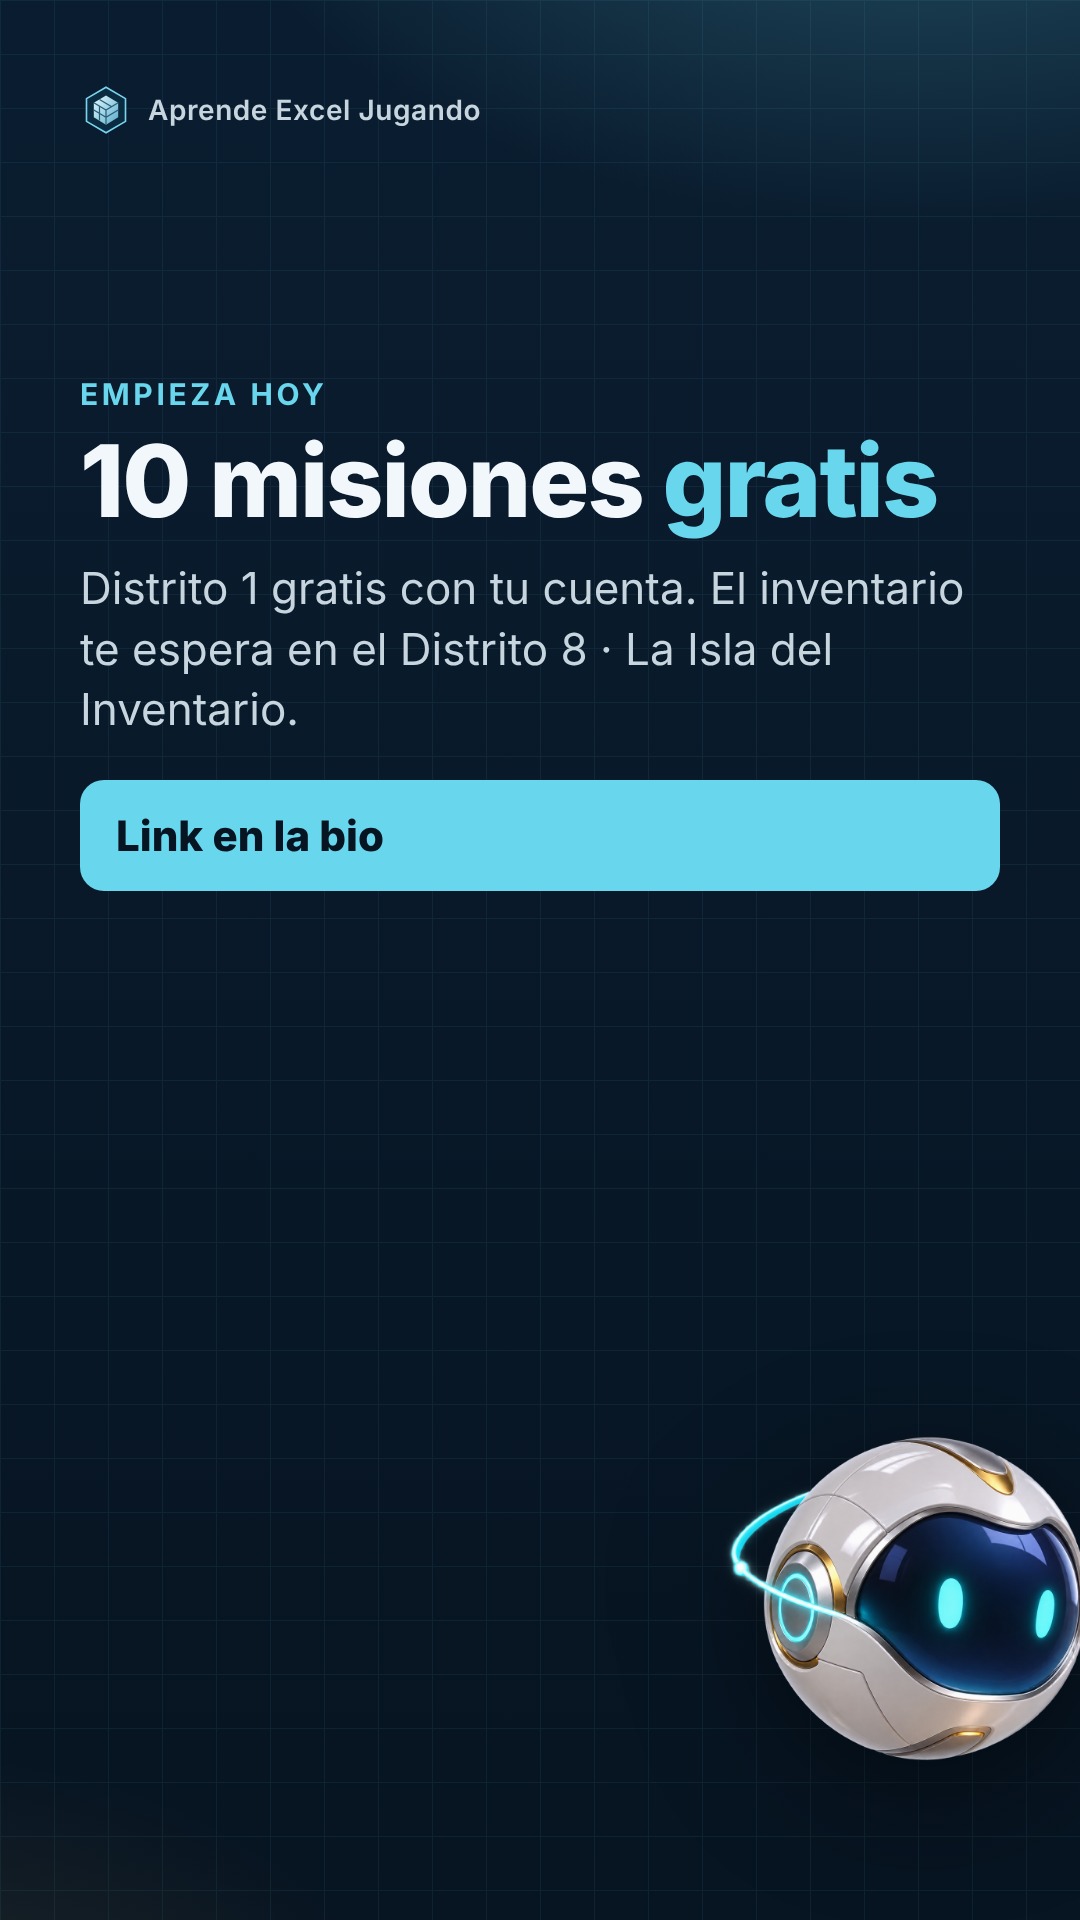 Aprende Excel Jugando
EMPIEZA HOY
10 misiones gratis
Distrito 1 gratis con tu cuenta. El inventario
te espera en el Distrito 8 · La Isla del
Inventario.
Link en la bio